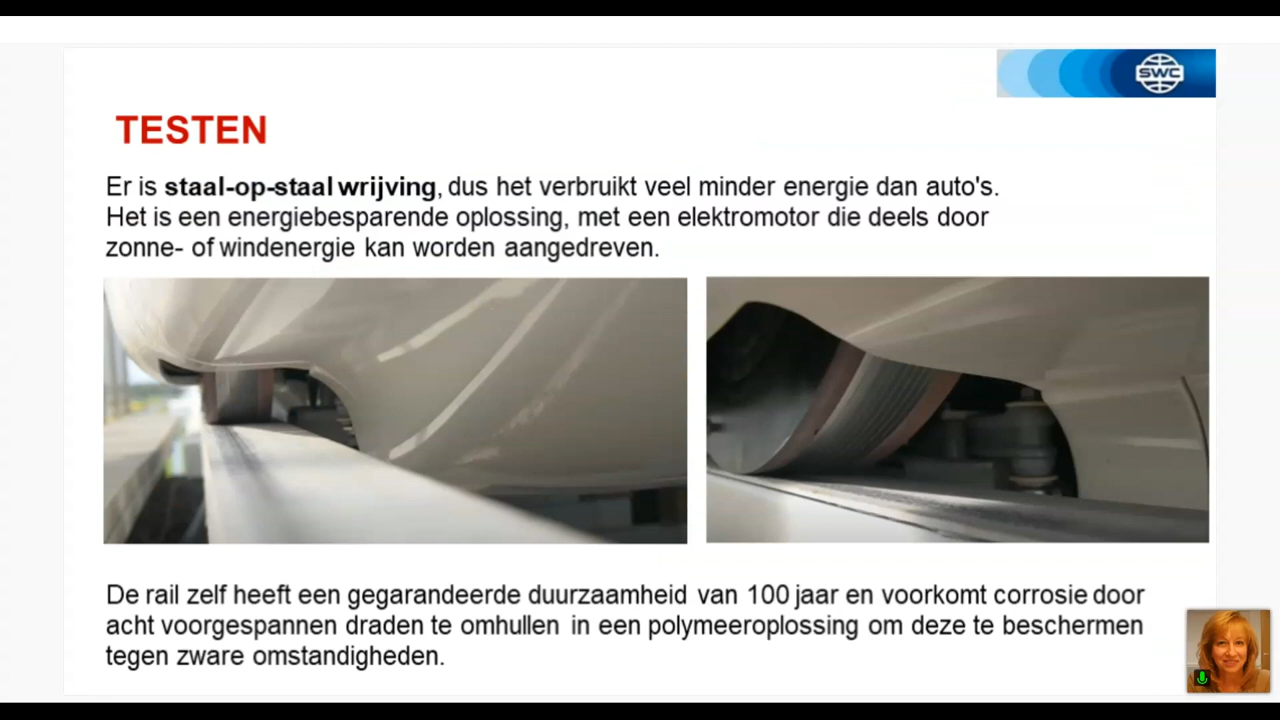 SWC
TESTEN
Er is staal-op-staal wrijving, dus het verbruikt veel minder energie dan auto's.
Het is een energiebesparende oplossing, met een elektromotor die deels door
zonne- of windenergie kan worden aangedreven.
De rail zelf heeft een gegarandeerde duurzaamheid van 100 jaar en voorkomt corrosie door
acht voorgespannen draden te omhullen in een polymeeroplossing om deze te beschermen
tegen zware omstandigheden.